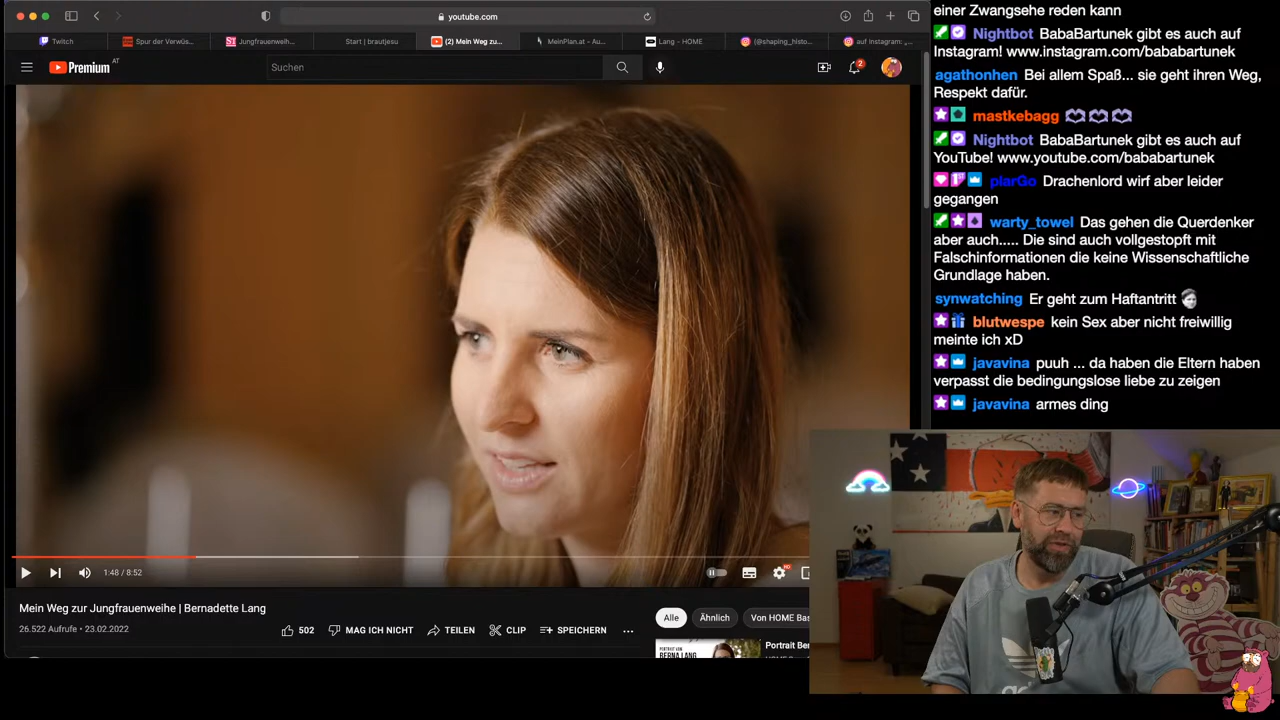 youtube.com
Twitch
Spur der Verwüs...
Jungfrauenweihe...
Start | brautjesu
(2) Mein Weg zu...
MeinPlan.at - Au...
Lang - HOME
(@shaping_histo...
auf Instagram: „...
Premium AT
Suchen
2
1:48 / 8:52
HD
Mein Weg zur Jungfrauenweihe | Bernadette Lang
26.522 Aufrufe • 23.02.2022
502
MAG ICH NICHT
TEILEN
CLIP
SPEICHERN
Alle
Ähnlich
Von HOME Bas
PORTRAIT VON
BERNA LANG
Portrait Ber
einer Zwangsehe reden kann
Nightbot BabaBartunek gibt es auch auf
Instagram! www.instagram.com/bababartunek
agathonhen Bei allem Spaß... sie geht ihren Weg,
Respekt dafür.
mastkebagg
Nightbot BabaBartunek gibt es auch auf
YouTube! www.youtube.com/bababartunek
plarGo Drachenlord wirf aber leider
gegangen
warty_towel Das gehen die Querdenker
aber auch..... Die sind auch vollgestopft mit
Falschinformationen die keine Wissenschaftliche
Grundlage haben.
synwatching Er geht zum Haftantritt
blutwespe kein Sex aber nicht freiwillig
meinte ich xD
javavina puuh ... da haben die Eltern haben
verpasst die bedingungslose liebe zu zeigen
javavina armes ding